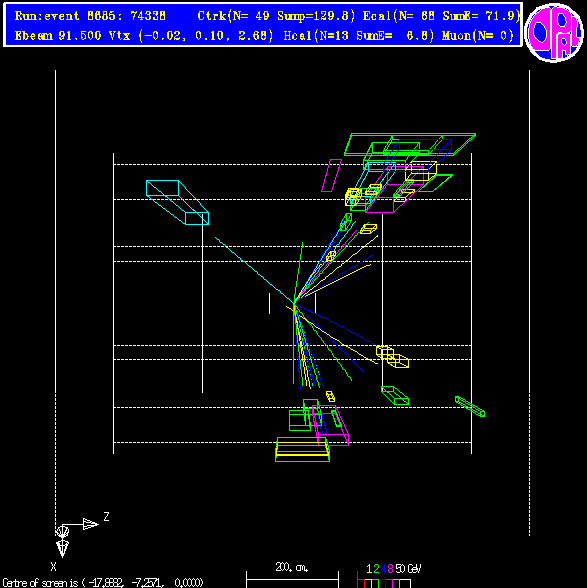 Run:event 8685: 74338 Ctrk(N= 49 Sump=129.8) Ecal(N= 68 SumE= 71.9)
Ebeam 91.500 Vtx (-0.02, 0.10, 2.68) Hcal(N=13 SumE= 6.8) Muon(N= 0)
OPAL
Z
X
200. cm.
1 2 4 8 50 GeV
Centre of screen is ( -17.8892, -7.2571, 0.0000)